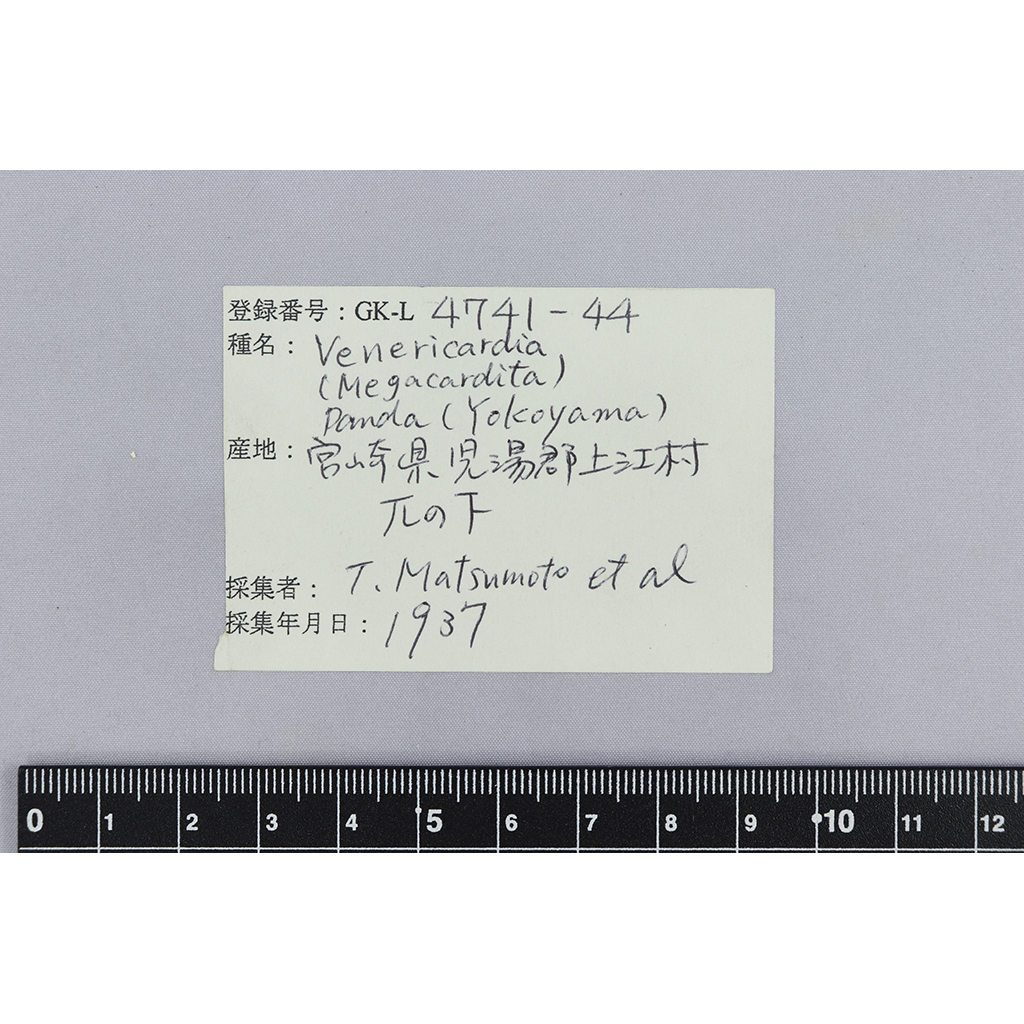 登録番号：GK-L 4741-44
種名：Venericardia
(Megacardita)
panda (Yokoyama)
産地：宮崎県児湯郡上江村
兀の下
採集者：T. Matsumoto et al
採集年月日：1937
0 1 2 3 4 5 6 7 8 9 10 11 12